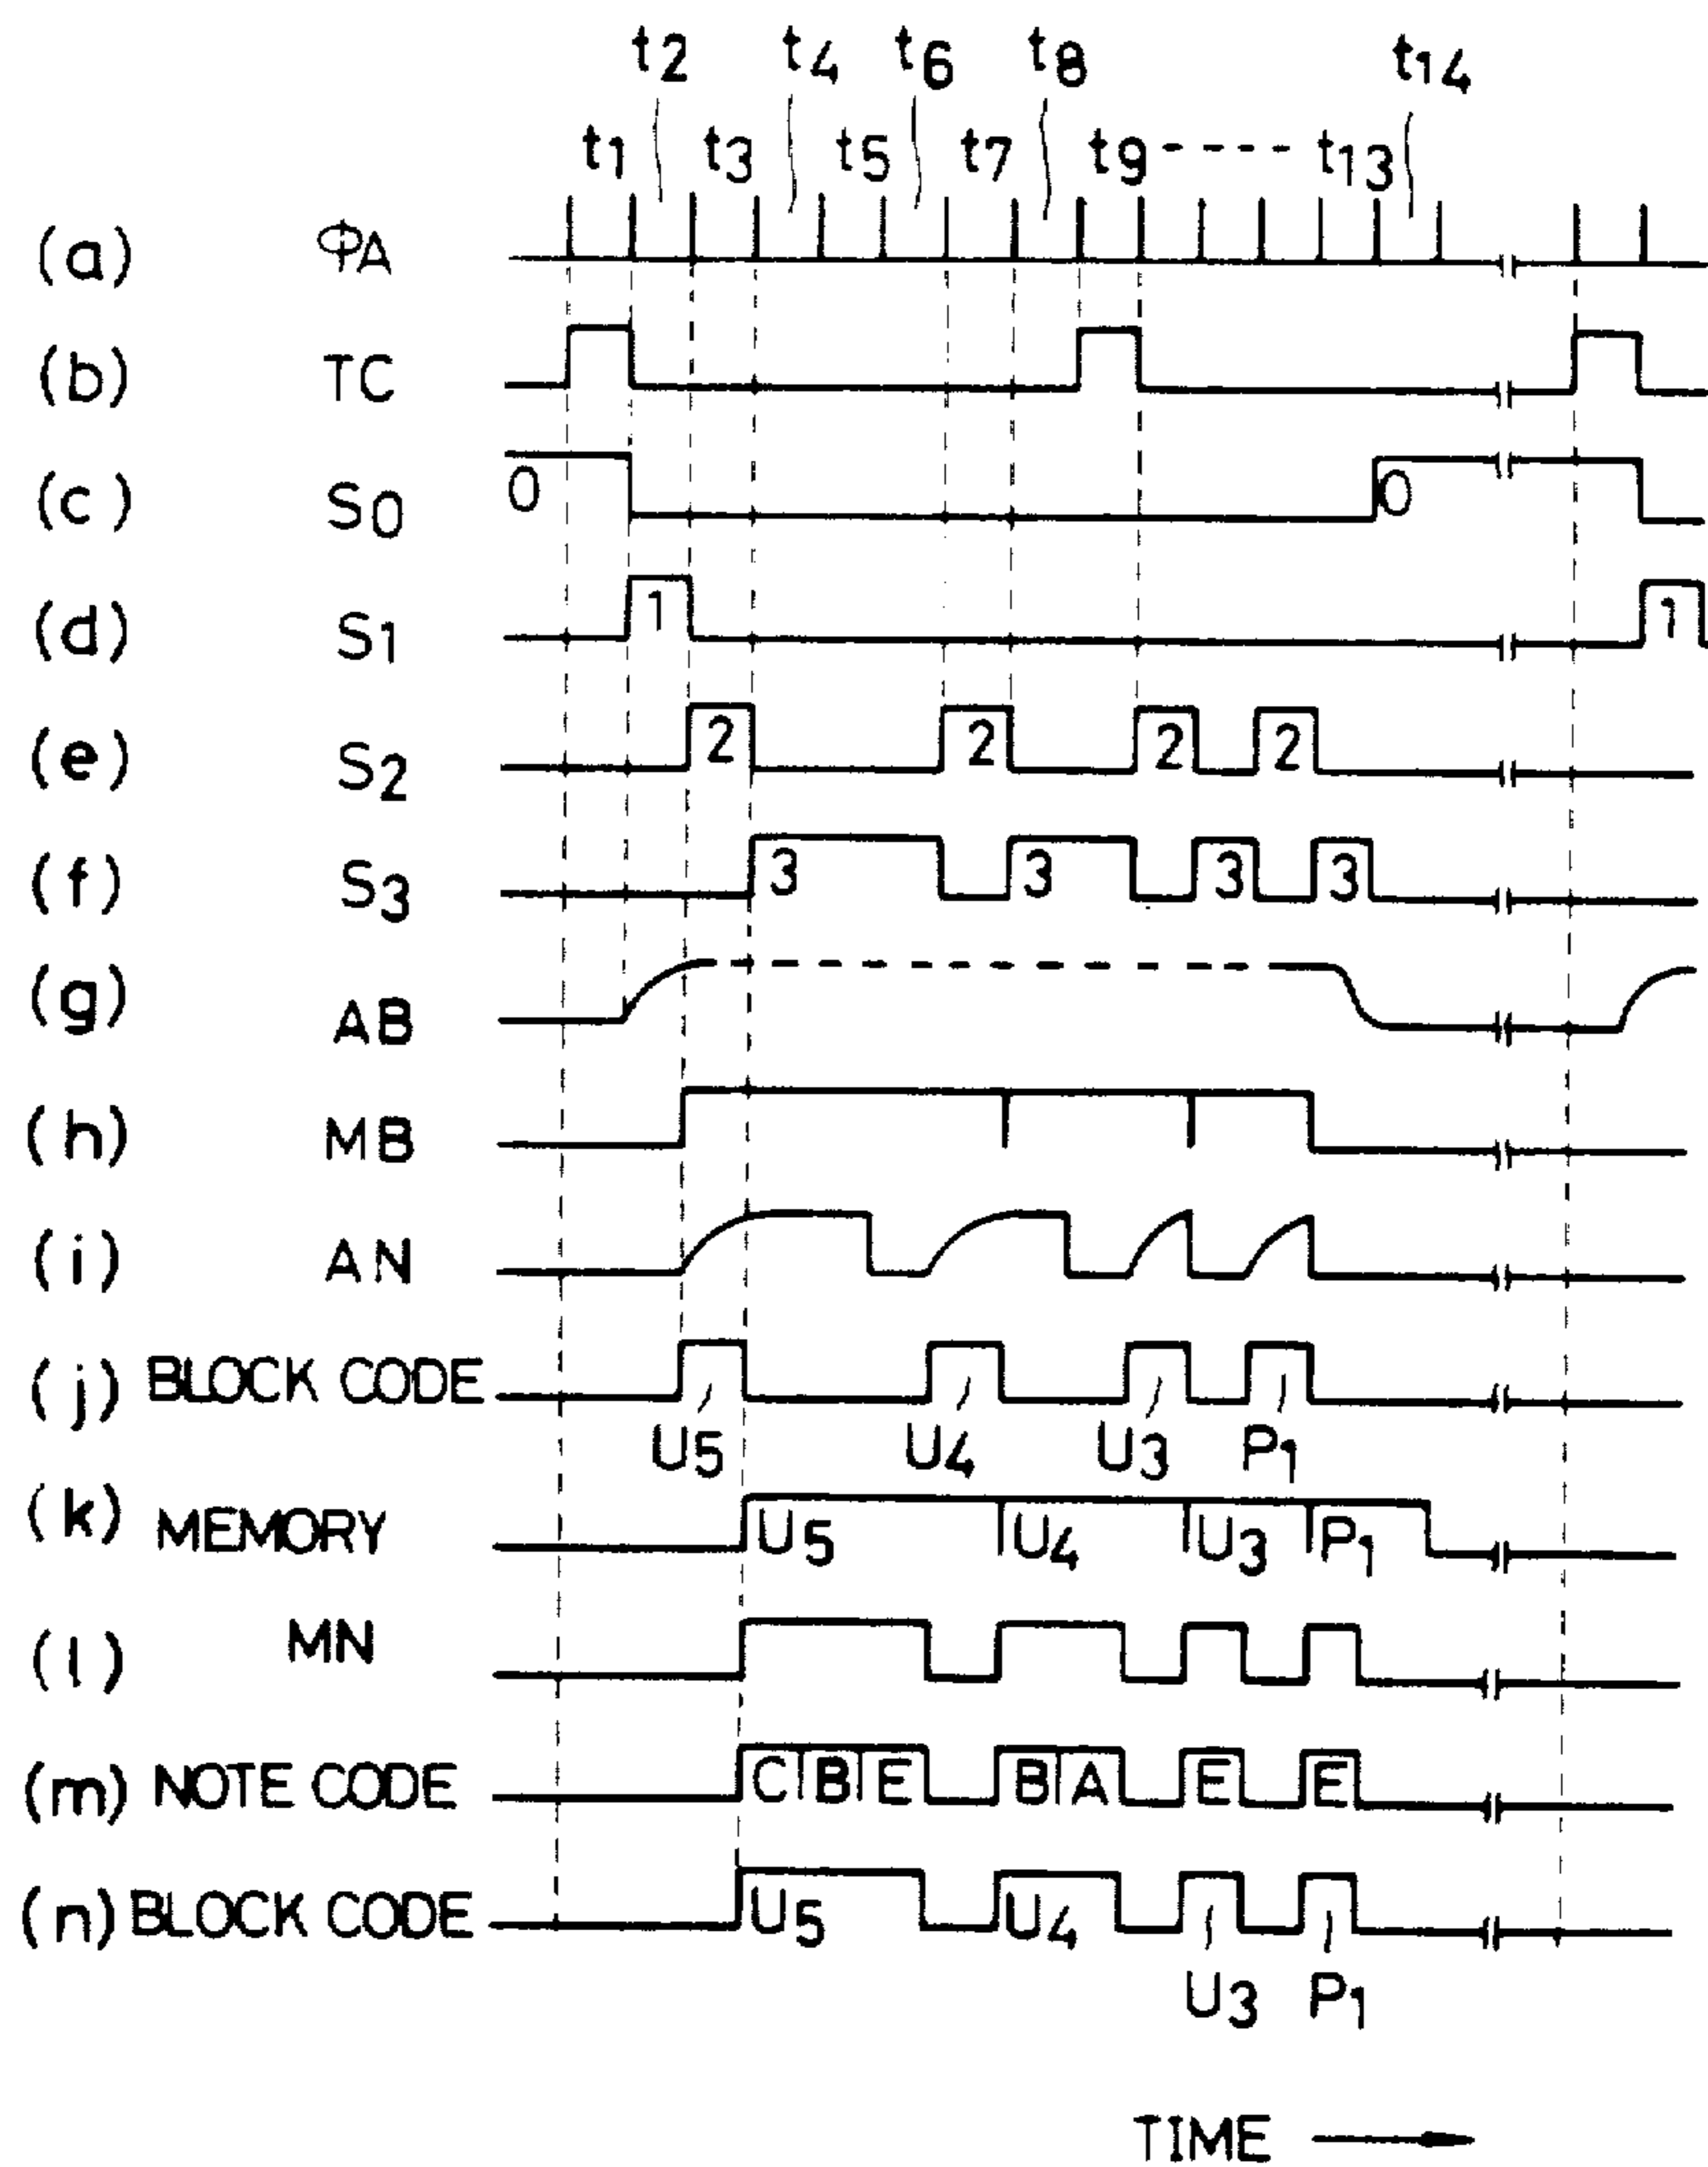 t2 t4 t6 t8 t14
t1 t3 t5 t7 t9 ---- t13
(a) ΦA
(b) TC
(c) S0 0 0
(d) S1 1 1
(e) S2 2 2 2 2
(f) S3 3 3 3 3
(g) AB
(h) MB
(i) AN
(j) BLOCK CODE
U5 U4 U3 P1
(k) MEMORY U5 U4 U3 P1
(l) MN
(m) NOTE CODE C B E B A E E
(n) BLOCK CODE U5 U4
U3 P1
TIME